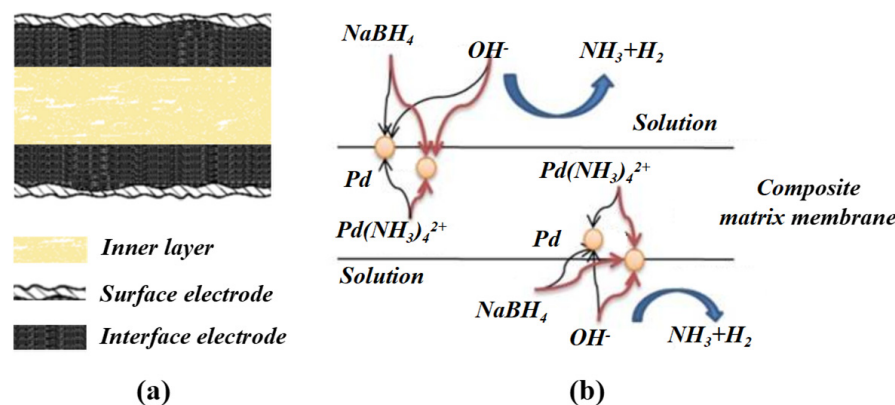 NaBH4
OH-
NH3+H2
Solution
Pd
Pd(NH3)4 2+
Pd(NH3)4 2+
Pd
Composite
matrix membrane
Solution
NaBH4
OH-
NH3+H2
Inner layer
Surface electrode
Interface electrode
(a)
(b)